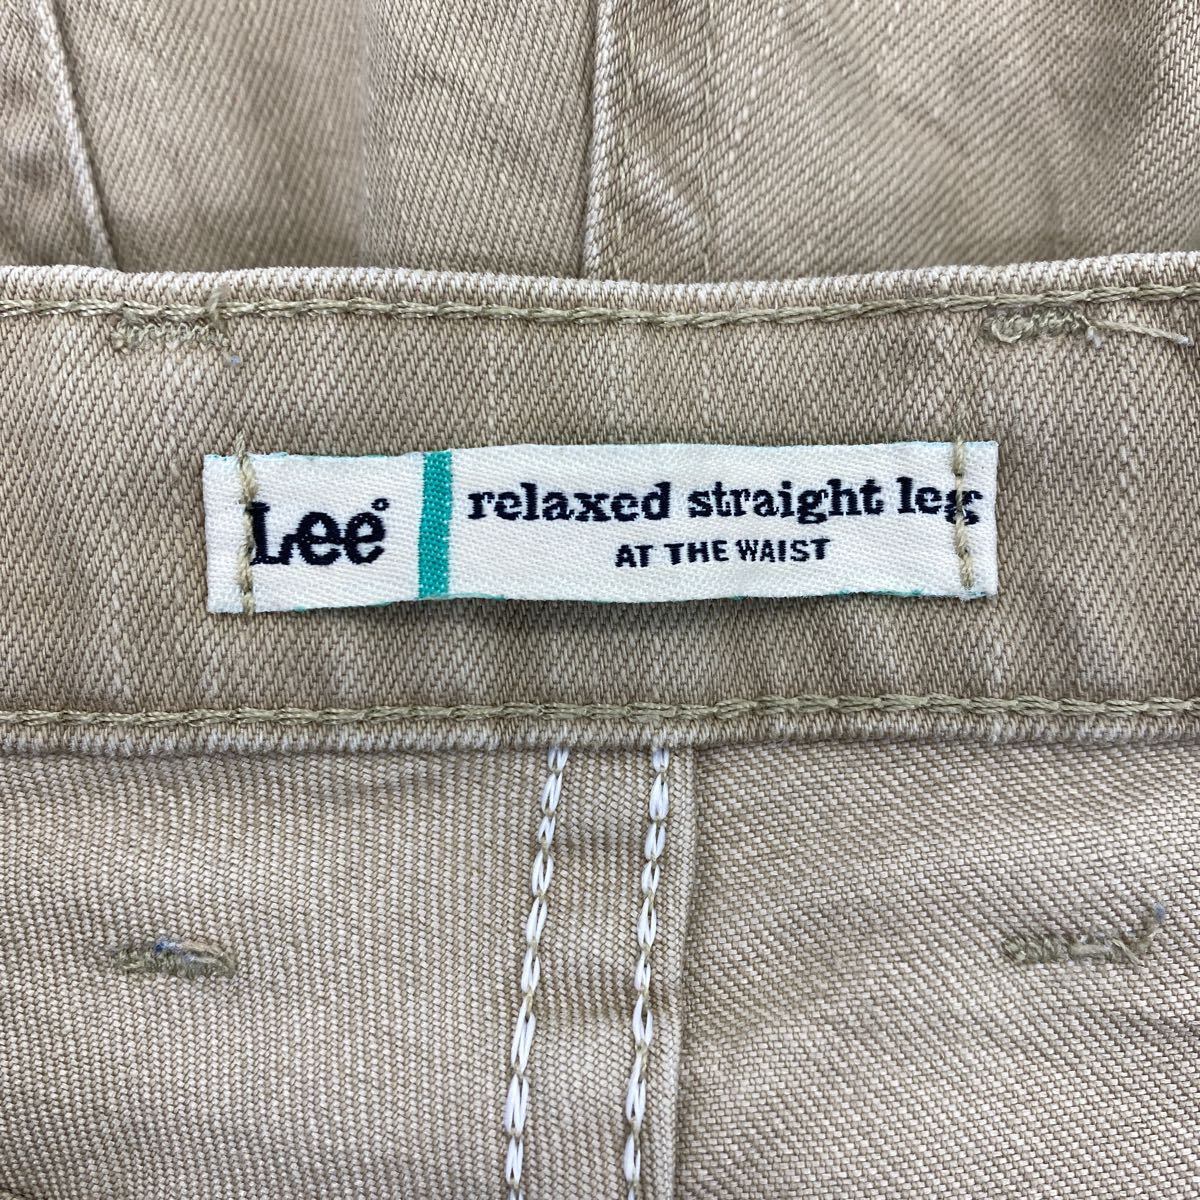 Lee
relaxed straight leg
AT THE WAIST